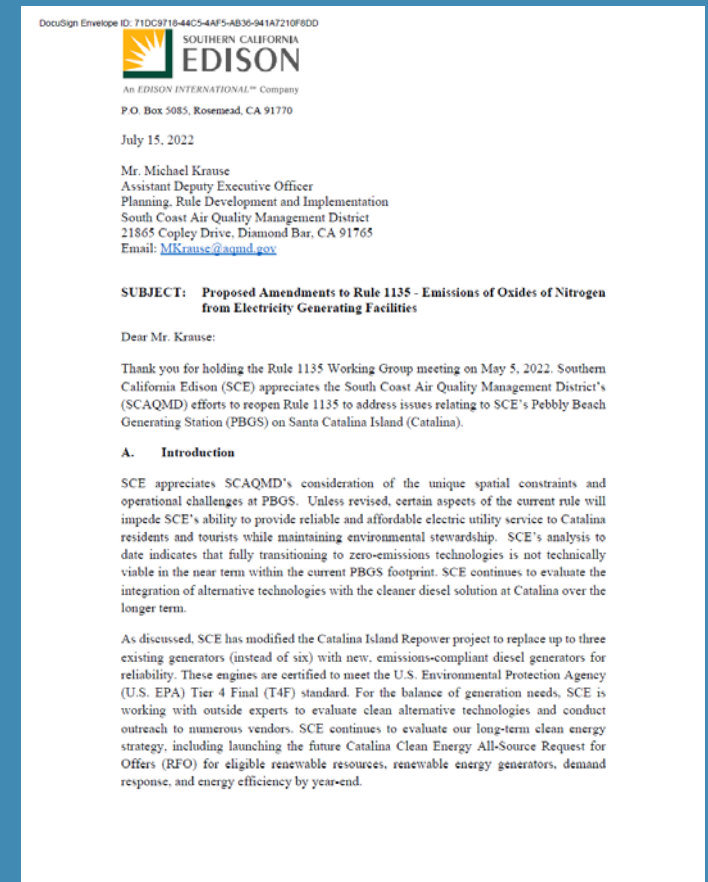 DocuSign Envelope ID: 71DC9718-44C5-4AF5-AB36-941A7210F8DD
SOUTHERN CALIFORNIA
EDISON
An EDISON INTERNATIONAL℠ Company
P.O. Box 5085, Rosemead, CA 91770
July 15, 2022
Mr. Michael Krause
Assistant Deputy Executive Officer
Planning, Rule Development and Implementation
South Coast Air Quality Management District
21865 Copley Drive, Diamond Bar, CA 91765
Email: MKrause@aqmd.gov
SUBJECT: Proposed Amendments to Rule 1135 - Emissions of Oxides of Nitrogen
from Electricity Generating Facilities
Dear Mr. Krause:
Thank you for holding the Rule 1135 Working Group meeting on May 5, 2022. Southern
California Edison (SCE) appreciates the South Coast Air Quality Management District's
(SCAQMD) efforts to reopen Rule 1135 to address issues relating to SCE's Pebbly Beach
Generating Station (PBGS) on Santa Catalina Island (Catalina).
A. Introduction
SCE appreciates SCAQMD's consideration of the unique spatial constraints and
operational challenges at PBGS. Unless revised, certain aspects of the current rule will
impede SCE's ability to provide reliable and affordable electric utility service to Catalina
residents and tourists while maintaining environmental stewardship. SCE's analysis to
date indicates that fully transitioning to zero-emissions technologies is not technically
viable in the near term within the current PBGS footprint. SCE continues to evaluate the
integration of alternative technologies with the cleaner diesel solution at Catalina over the
longer term.
As discussed, SCE has modified the Catalina Island Repower project to replace up to three
existing generators (instead of six) with new, emissions-compliant diesel generators for
reliability. These engines are certified to meet the U.S. Environmental Protection Agency
(U.S. EPA) Tier 4 Final (T4F) standard. For the balance of generation needs, SCE is
working with outside experts to evaluate clean alternative technologies and conduct
outreach to numerous vendors. SCE continues to evaluate our long-term clean energy
strategy, including launching the future Catalina Clean Energy All-Source Request for
Offers (RFO) for eligible renewable resources, renewable energy generators, demand
response, and energy efficiency by year-end.